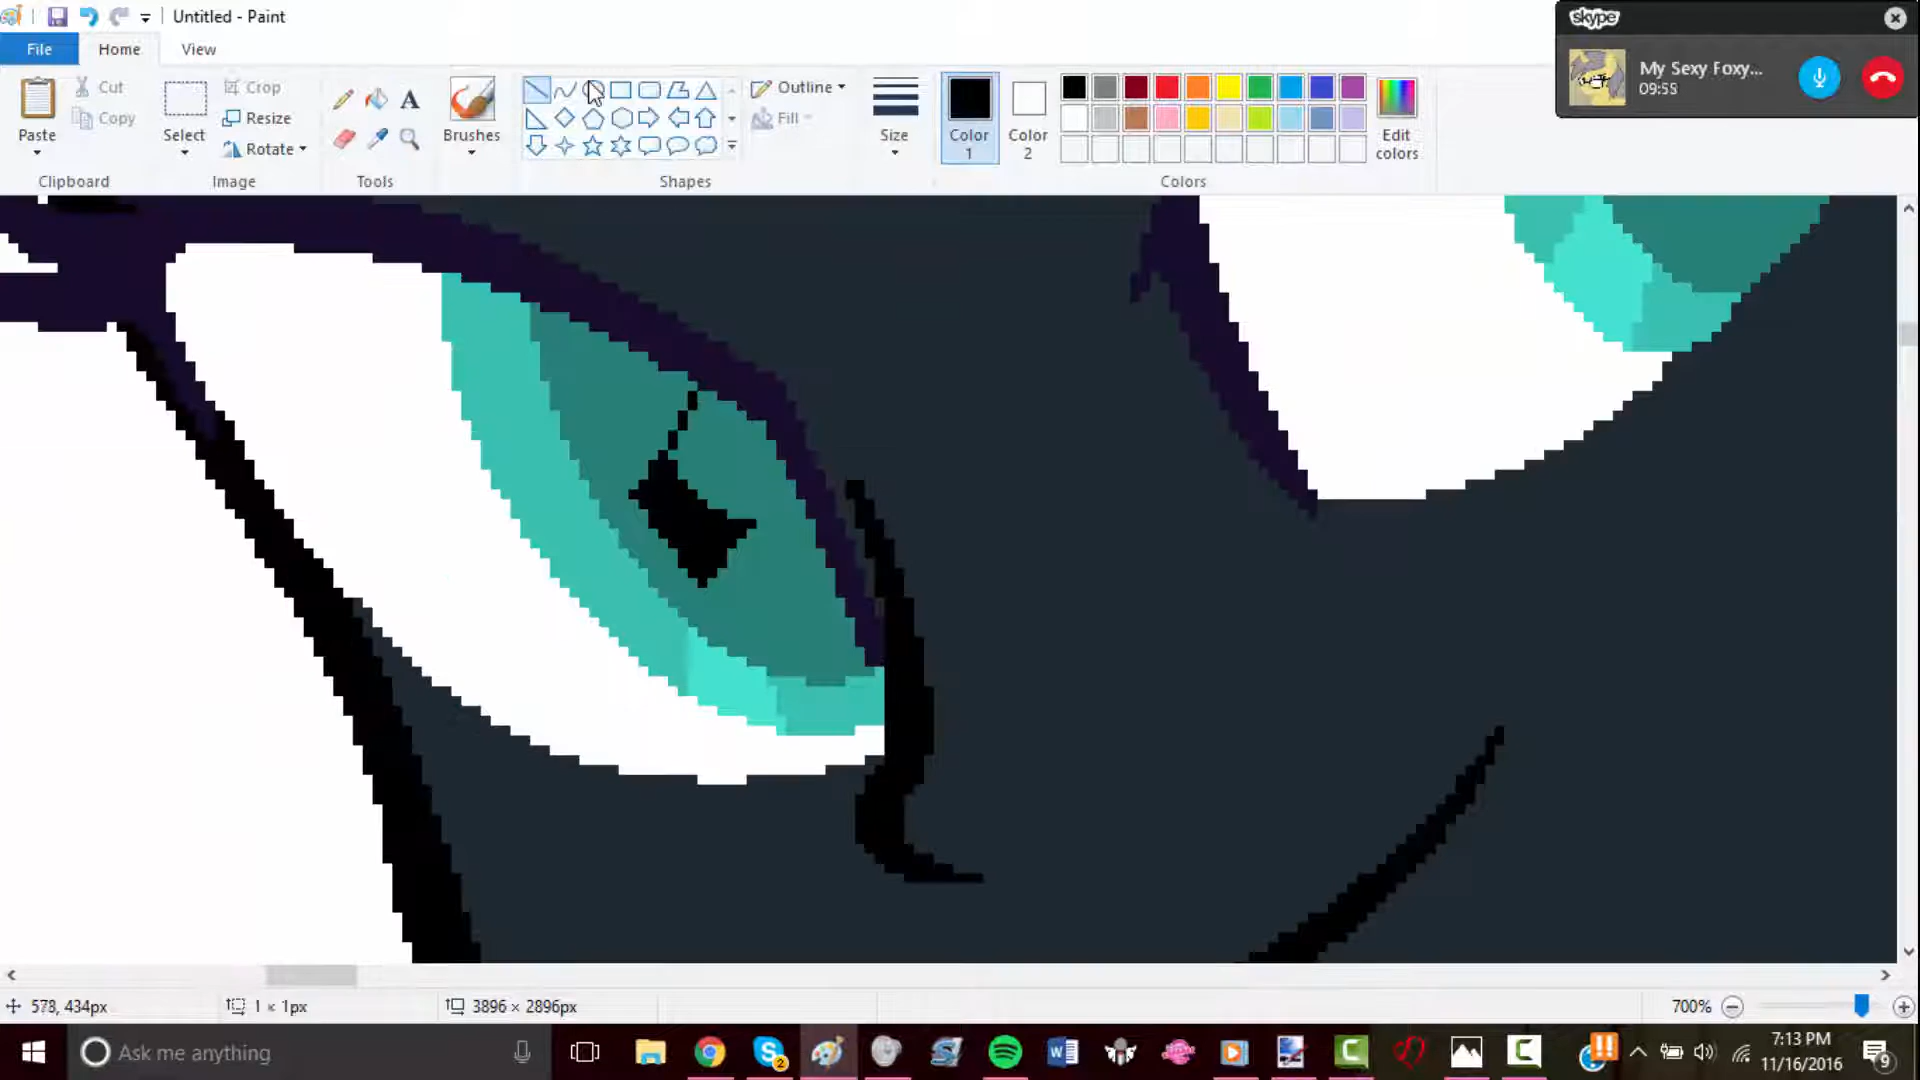 Untitled - Paint
File
Home
View
Paste
Cut
Copy
Clipboard
Select
Crop
Resize
Rotate
Image
A
Tools
Brushes
Shapes
Outline
Fill
Size
Color 1
Color 2
Edit colors
Colors
skype
My Sexy Foxy...
09:55
578, 434px
1 × 1px
3896 × 2896px
700%
Ask me anything
2
7:13 PM
11/16/2016
9